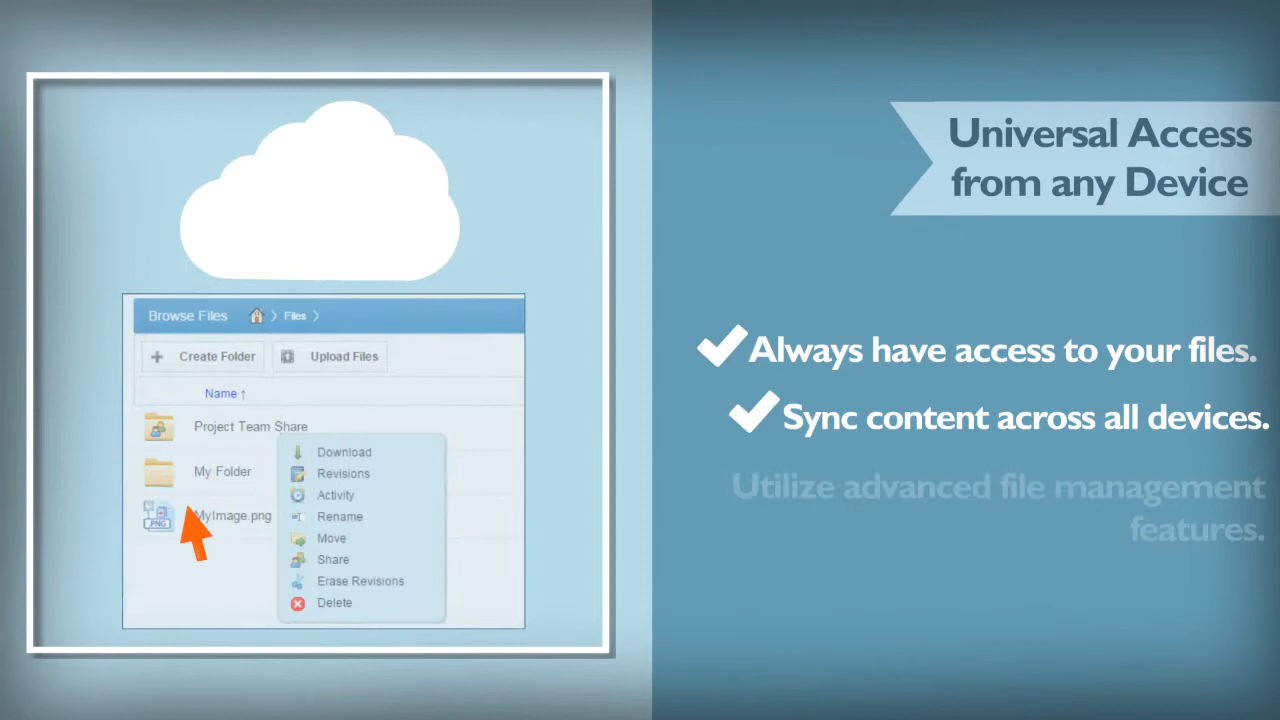 Universal Access
from any Device
Browse Files
Files
Create Folder
Upload Files
Name ↑
Project Team Share
My Folder
MyImage.png
PNG
Download
Revisions
Activity
Rename
Move
Share
Erase Revisions
Delete
Always have access to your files.
Sync content across all devices.
Utilize advanced file management
features.